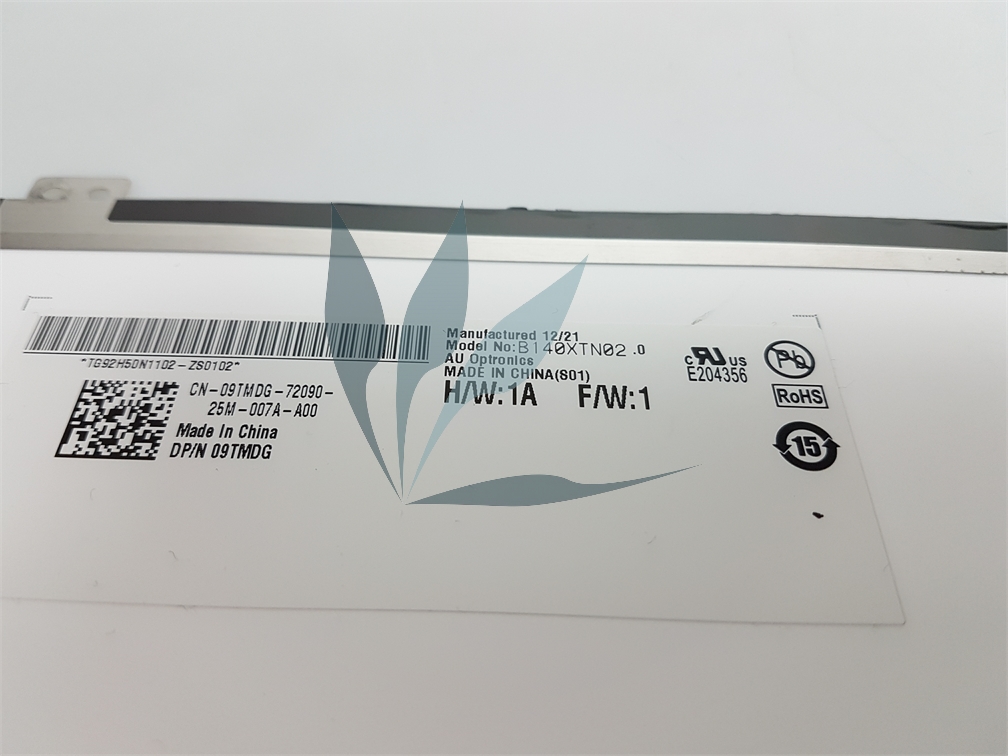 *TG92H5DN1102-ZS0102*
CN-09TMDG-72090-
25M-007A-A00
Made In China
DP/N 09TMDG
Manufactured 12/21
Model No:B140XTN02.0
AU Optronics
MADE IN CHINA(S01)
H/W:1A F/W:1
c RU US
E204356
Pb
RoHS
15